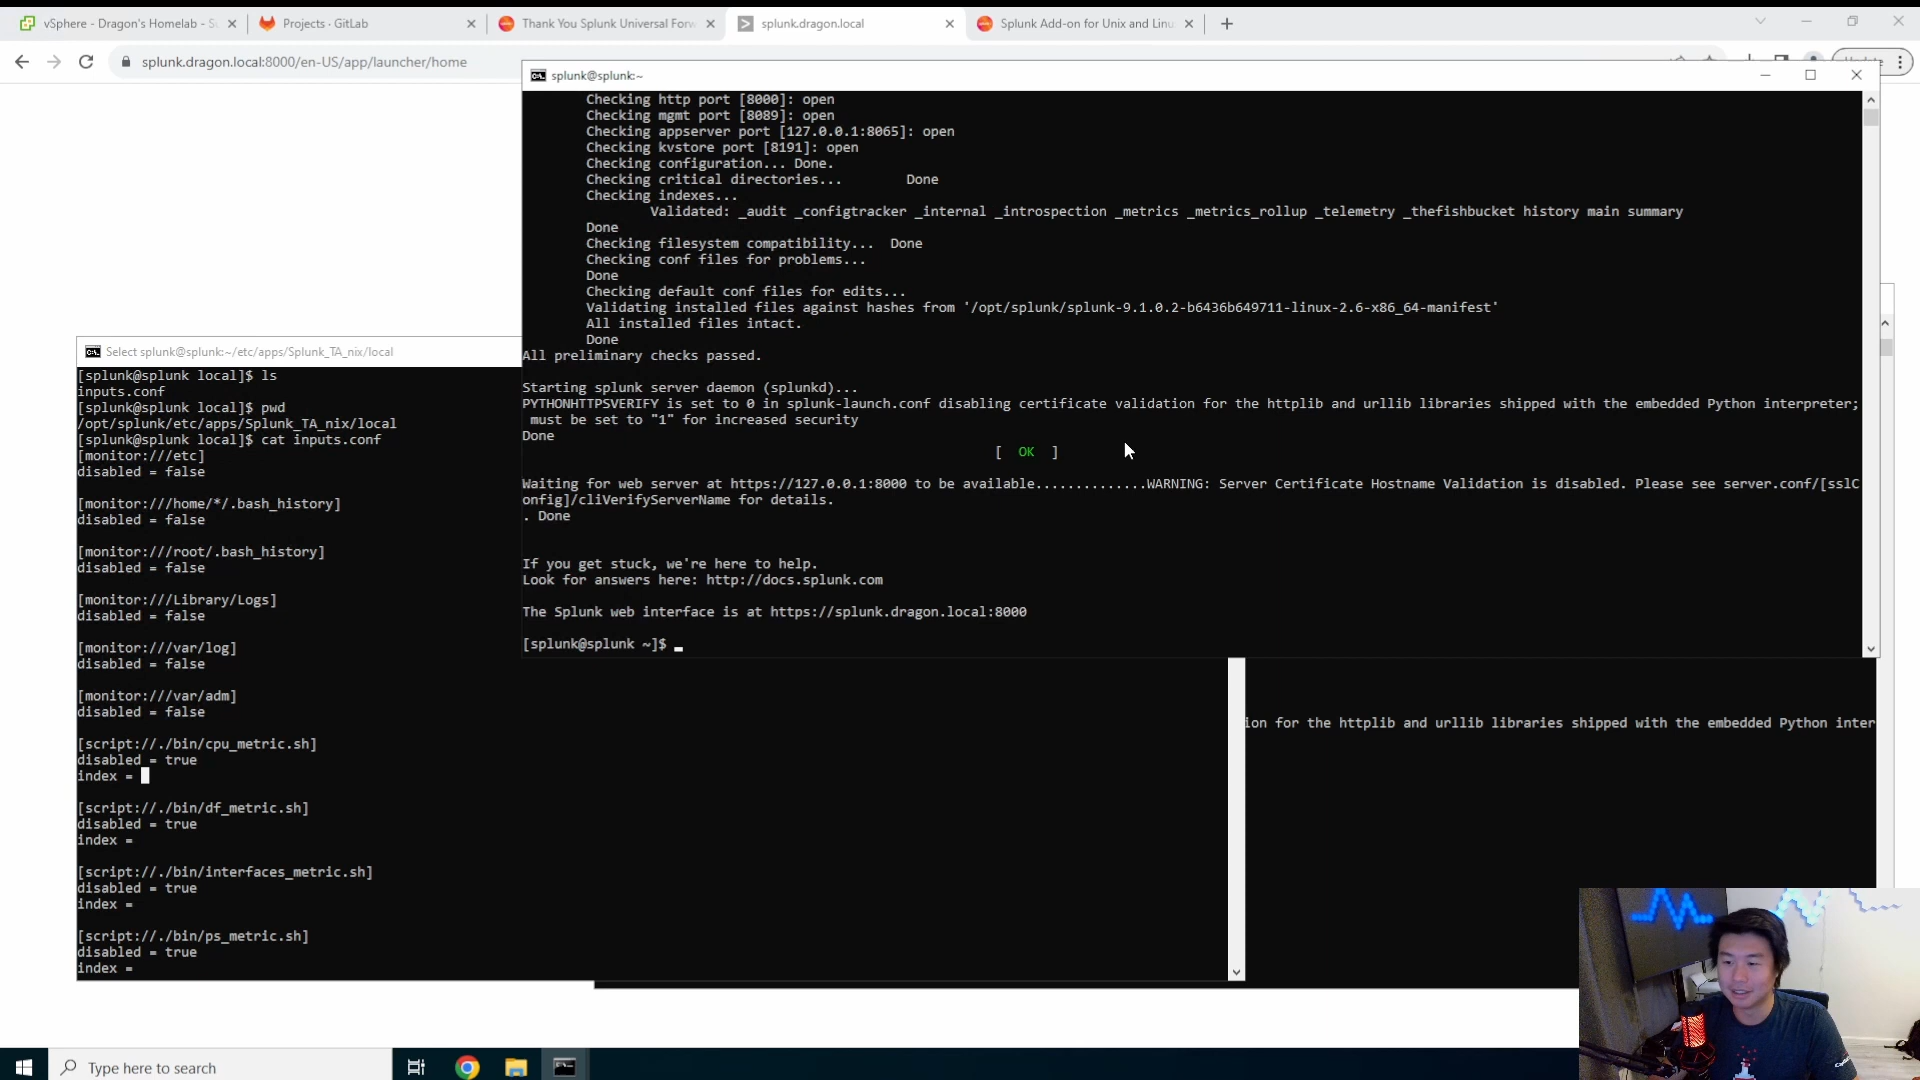 vSphere - Dragon's Homelab - S
Projects · GitLab
Thank You Splunk Universal Forw
splunk.dragon.local
Splunk Add-on for Unix and Linu
splunk.dragon.local:8000/en-US/app/launcher/home
splunk@splunk:~
Checking http port [8000]: open
Checking mgmt port [8089]: open
Checking appserver port [127.0.0.1:8065]: open
Checking kvstore port [8191]: open
Checking configuration... Done.
Checking critical directories... Done
Checking indexes...
Validated: _audit _configtracker _internal _introspection _metrics _metrics_rollup _telemetry _thefishbucket history main summary
Done
Checking filesystem compatibility... Done
Checking conf files for problems...
Done
Checking default conf files for edits...
Validating installed files against hashes from '/opt/splunk/splunk-9.1.0.2-b6436b649711-linux-2.6-x86_64-manifest'
All installed files intact.
Done
All preliminary checks passed.
Starting splunk server daemon (splunkd)...
PYTHONHTTPSVERIFY is set to 0 in splunk-launch.conf disabling certificate validation for the httplib and urllib libraries shipped with the embedded Python interpreter;
must be set to "1" for increased security
Done
[ OK ]
Waiting for web server at https://127.0.0.1:8000 to be available..............WARNING: Server Certificate Hostname Validation is disabled. Please see server.conf/[sslC
onfig]/cliVerifyServerName for details.
. Done
If you get stuck, we're here to help.
Look for answers here: http://docs.splunk.com
The Splunk web interface is at https://splunk.dragon.local:8000
[splunk@splunk ~]$
Select splunk@splunk:~/etc/apps/Splunk_TA_nix/local
[splunk@splunk local]$ ls
inputs.conf
[splunk@splunk local]$ pwd
/opt/splunk/etc/apps/Splunk_TA_nix/local
[splunk@splunk local]$ cat inputs.conf
[monitor:///etc]
disabled = false
[monitor:///home/*/.bash_history]
disabled = false
[monitor:///root/.bash_history]
disabled = false
[monitor:///Library/Logs]
disabled = false
[monitor:///var/log]
disabled = false
[monitor:///var/adm]
disabled = false
[script://./bin/cpu_metric.sh]
disabled = true
index =
[script://./bin/df_metric.sh]
disabled = true
index =
[script://./bin/interfaces_metric.sh]
disabled = true
index =
[script://./bin/ps_metric.sh]
disabled = true
index =
ion for the httplib and urllib libraries shipped with the embedded Python inter
Type here to search